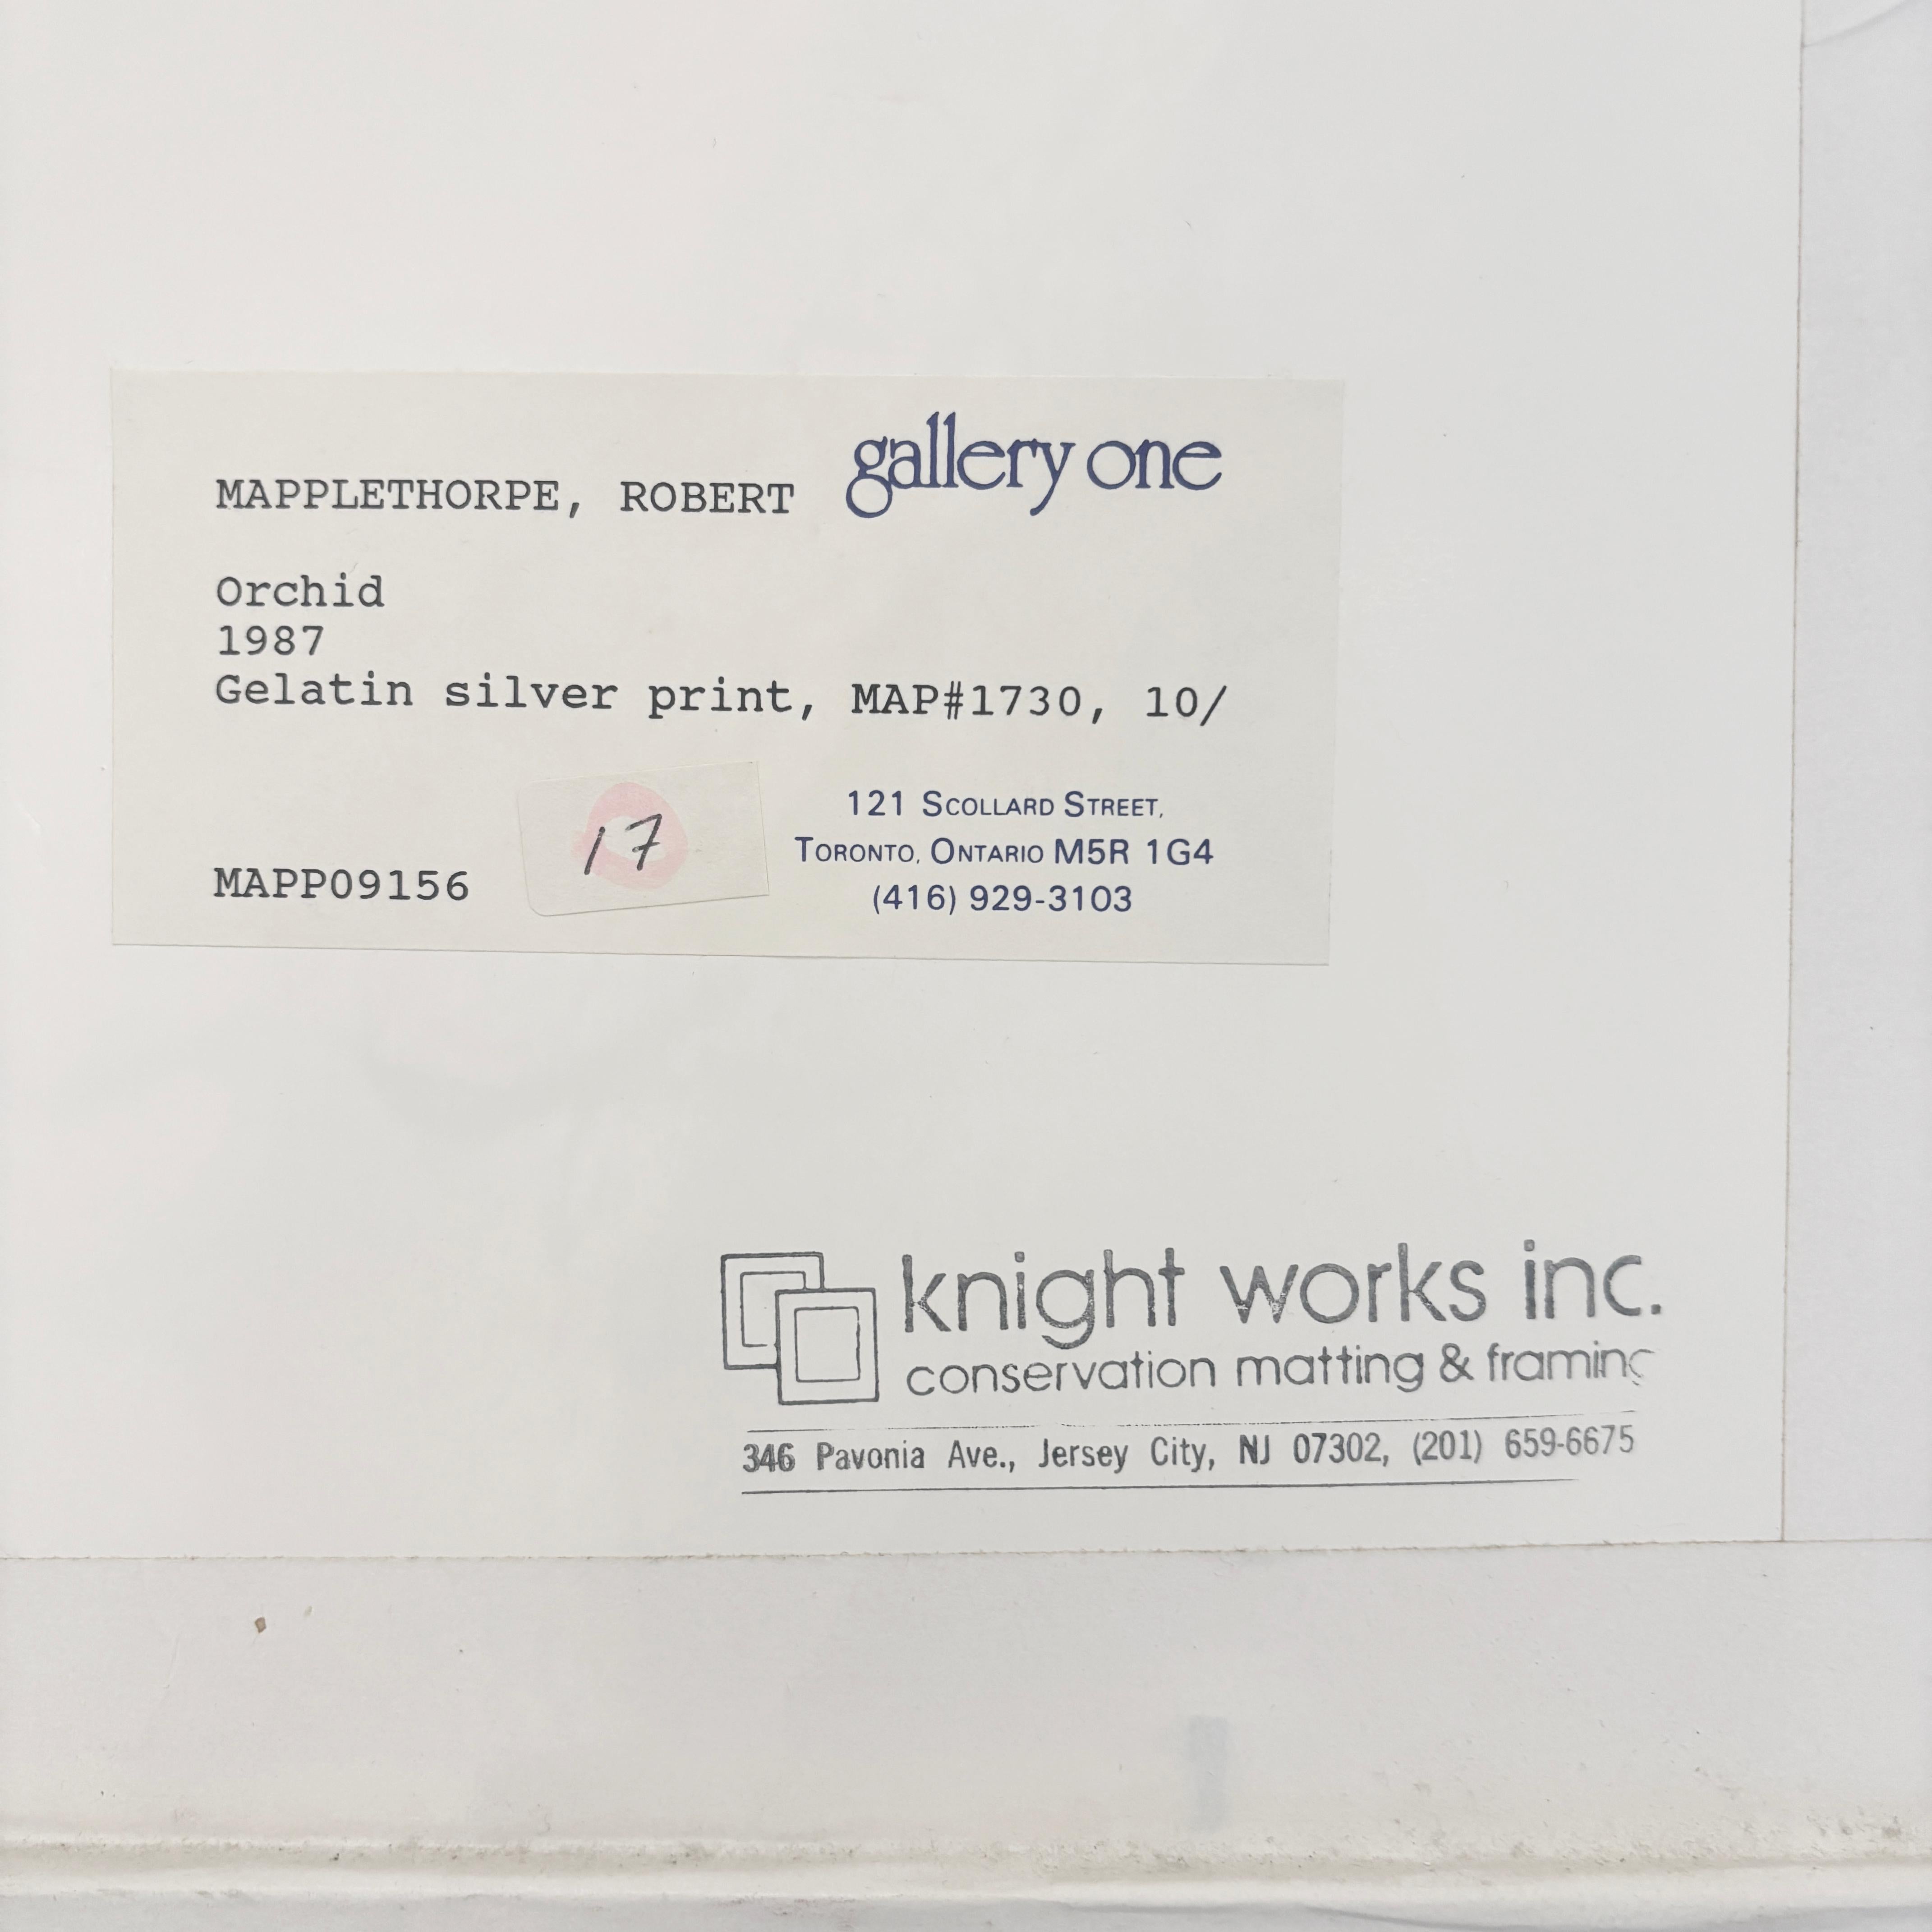 MAPPLETHORPE, ROBERT
gallery one
Orchid
1987
Gelatin silver print, MAP#1730, 10/
17
MAPP09156
121 SCOLLARD STREET,
TORONTO, ONTARIO M5R 1G4
(416) 929-3103
knight works inc.
conservation matting & framing
346 Pavonia Ave., Jersey City, NJ 07302, (201) 659-6675